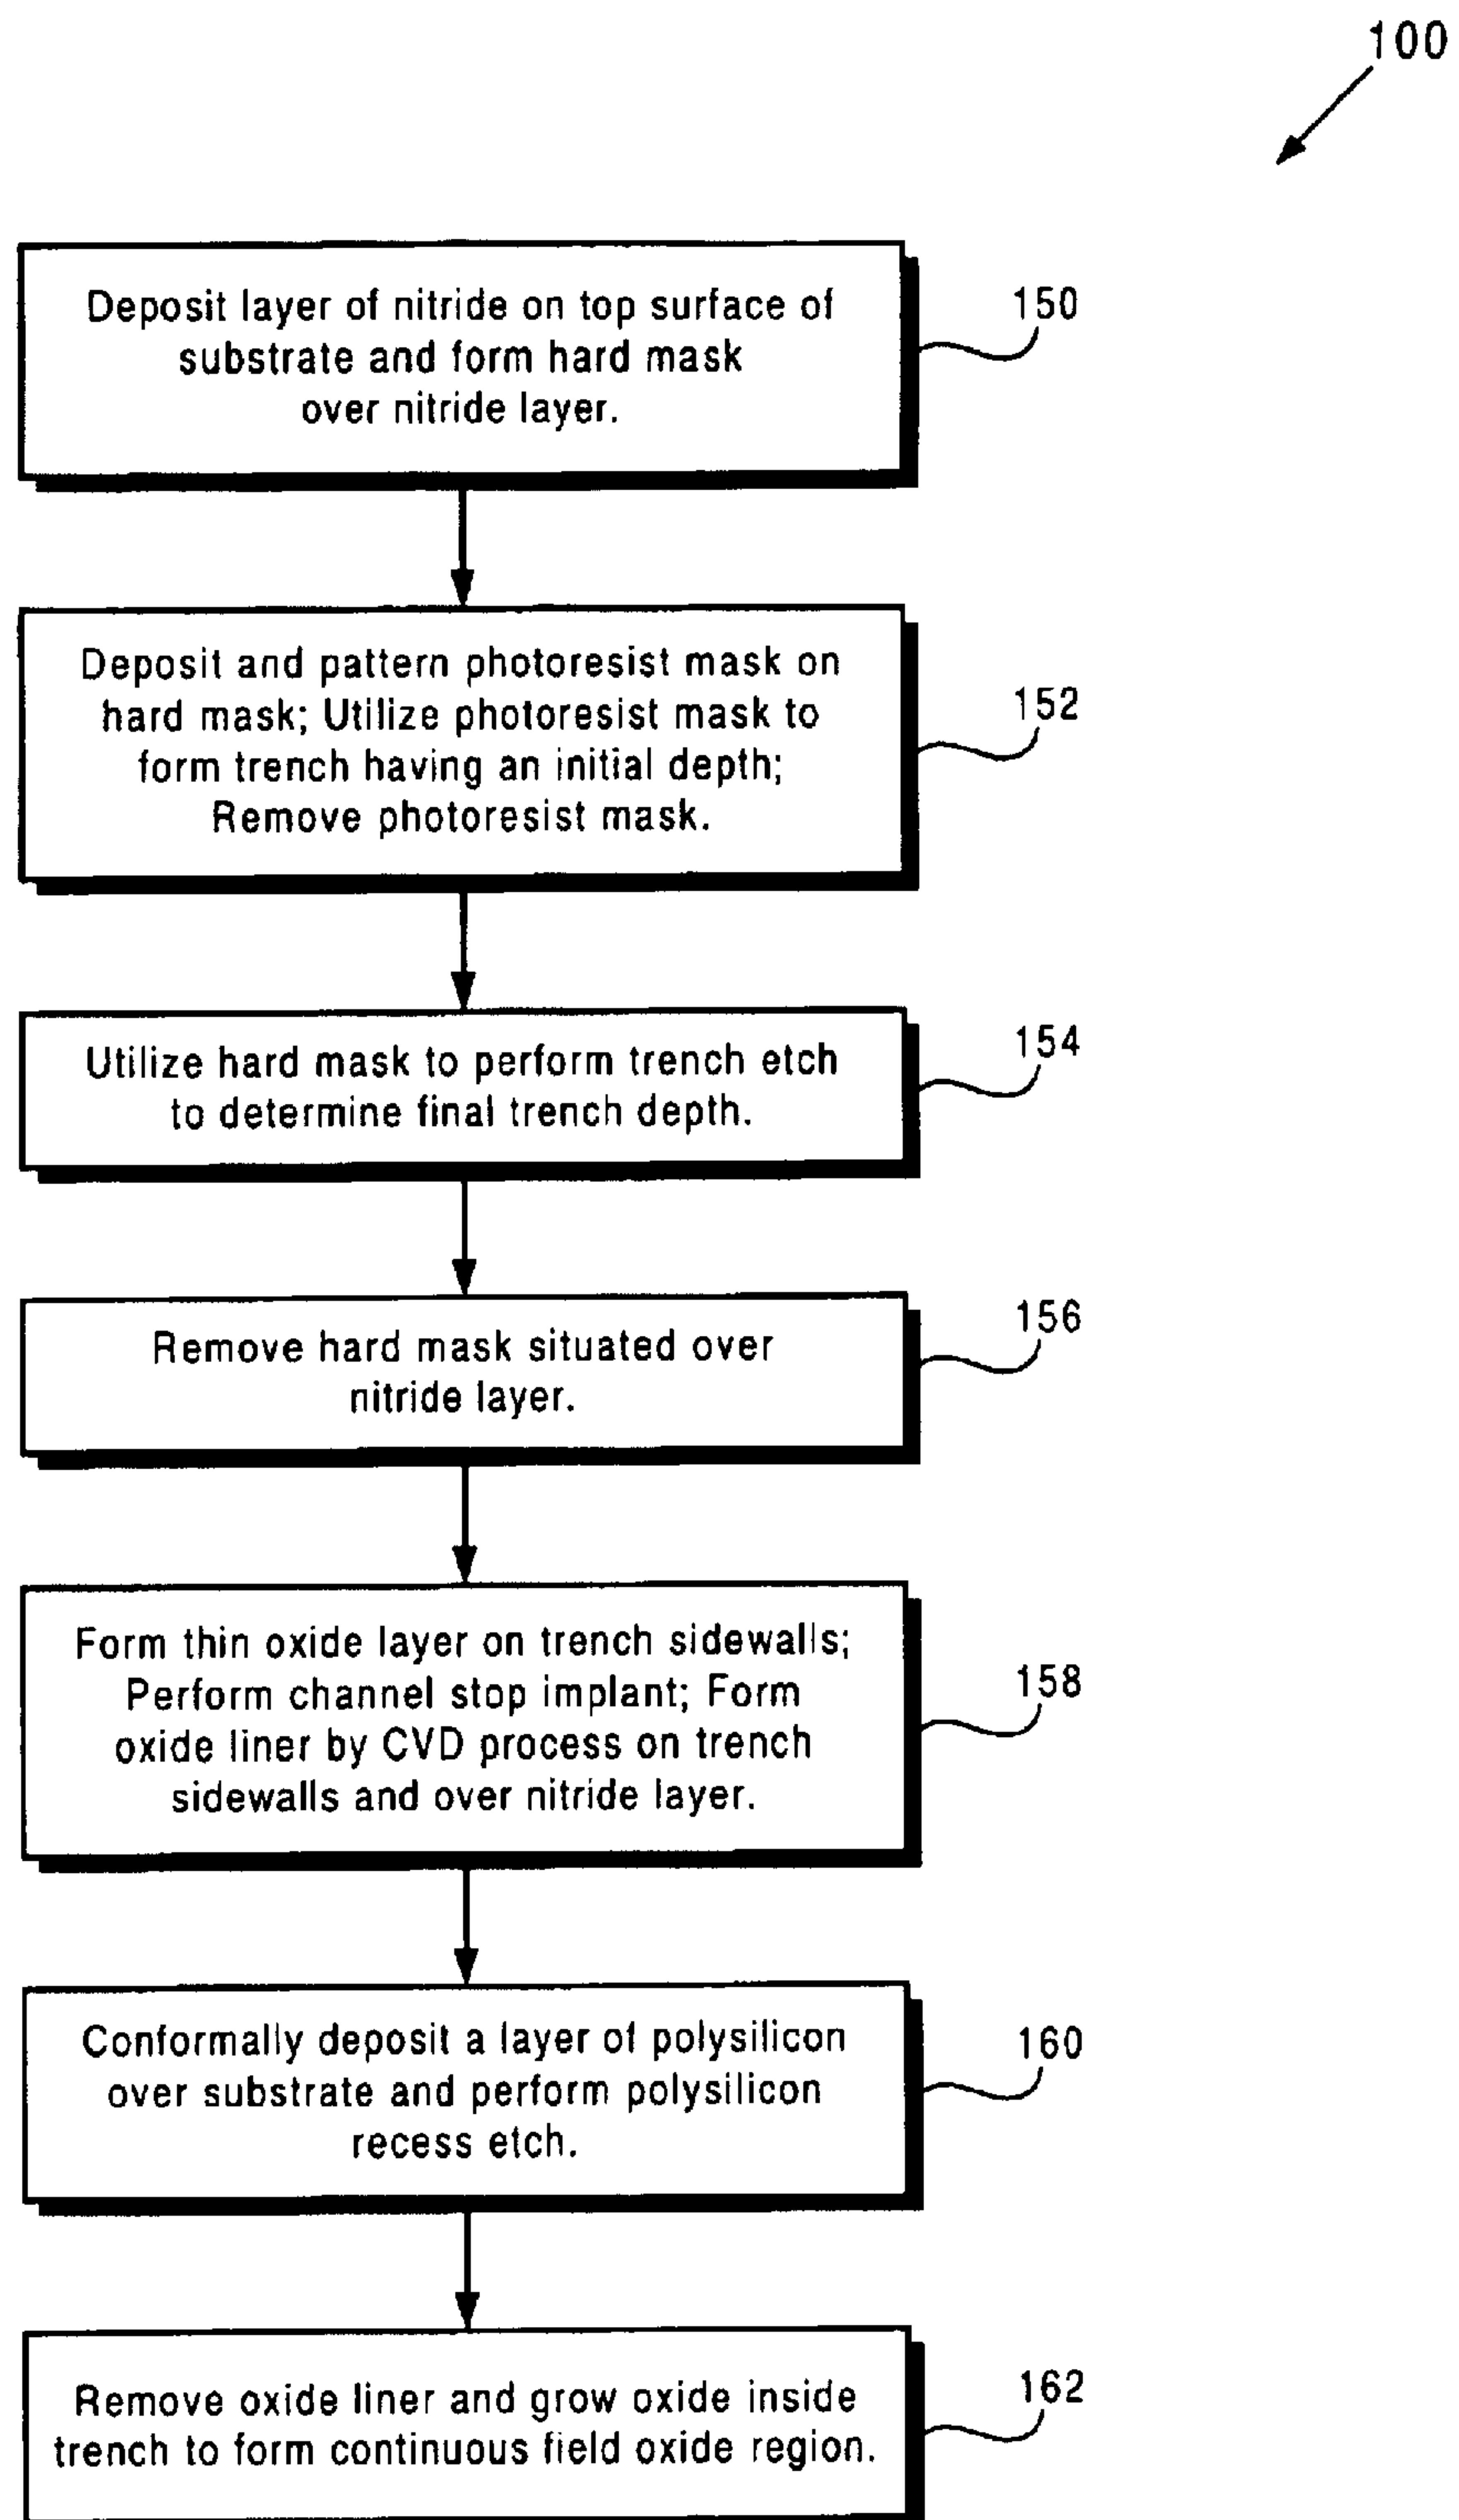 100
Deposit layer of nitride on top surface of
substrate and form hard mask
over nitride layer.
150
Deposit and pattern photoresist mask on
hard mask; Utilize photoresist mask to
form trench having an initial depth;
Remove photoresist mask.
152
Utilize hard mask to perform trench etch
to determine final trench depth.
154
Remove hard mask situated over
nitride layer.
156
Form thin oxide layer on trench sidewalls;
Perform channel stop implant; Form
oxide liner by CVD process on trench
sidewalls and over nitride layer.
158
Conformally deposit a layer of polysilicon
over substrate and perform polysilicon
recess etch.
160
Remove oxide liner and grow oxide inside
trench to form continuous field oxide region.
162